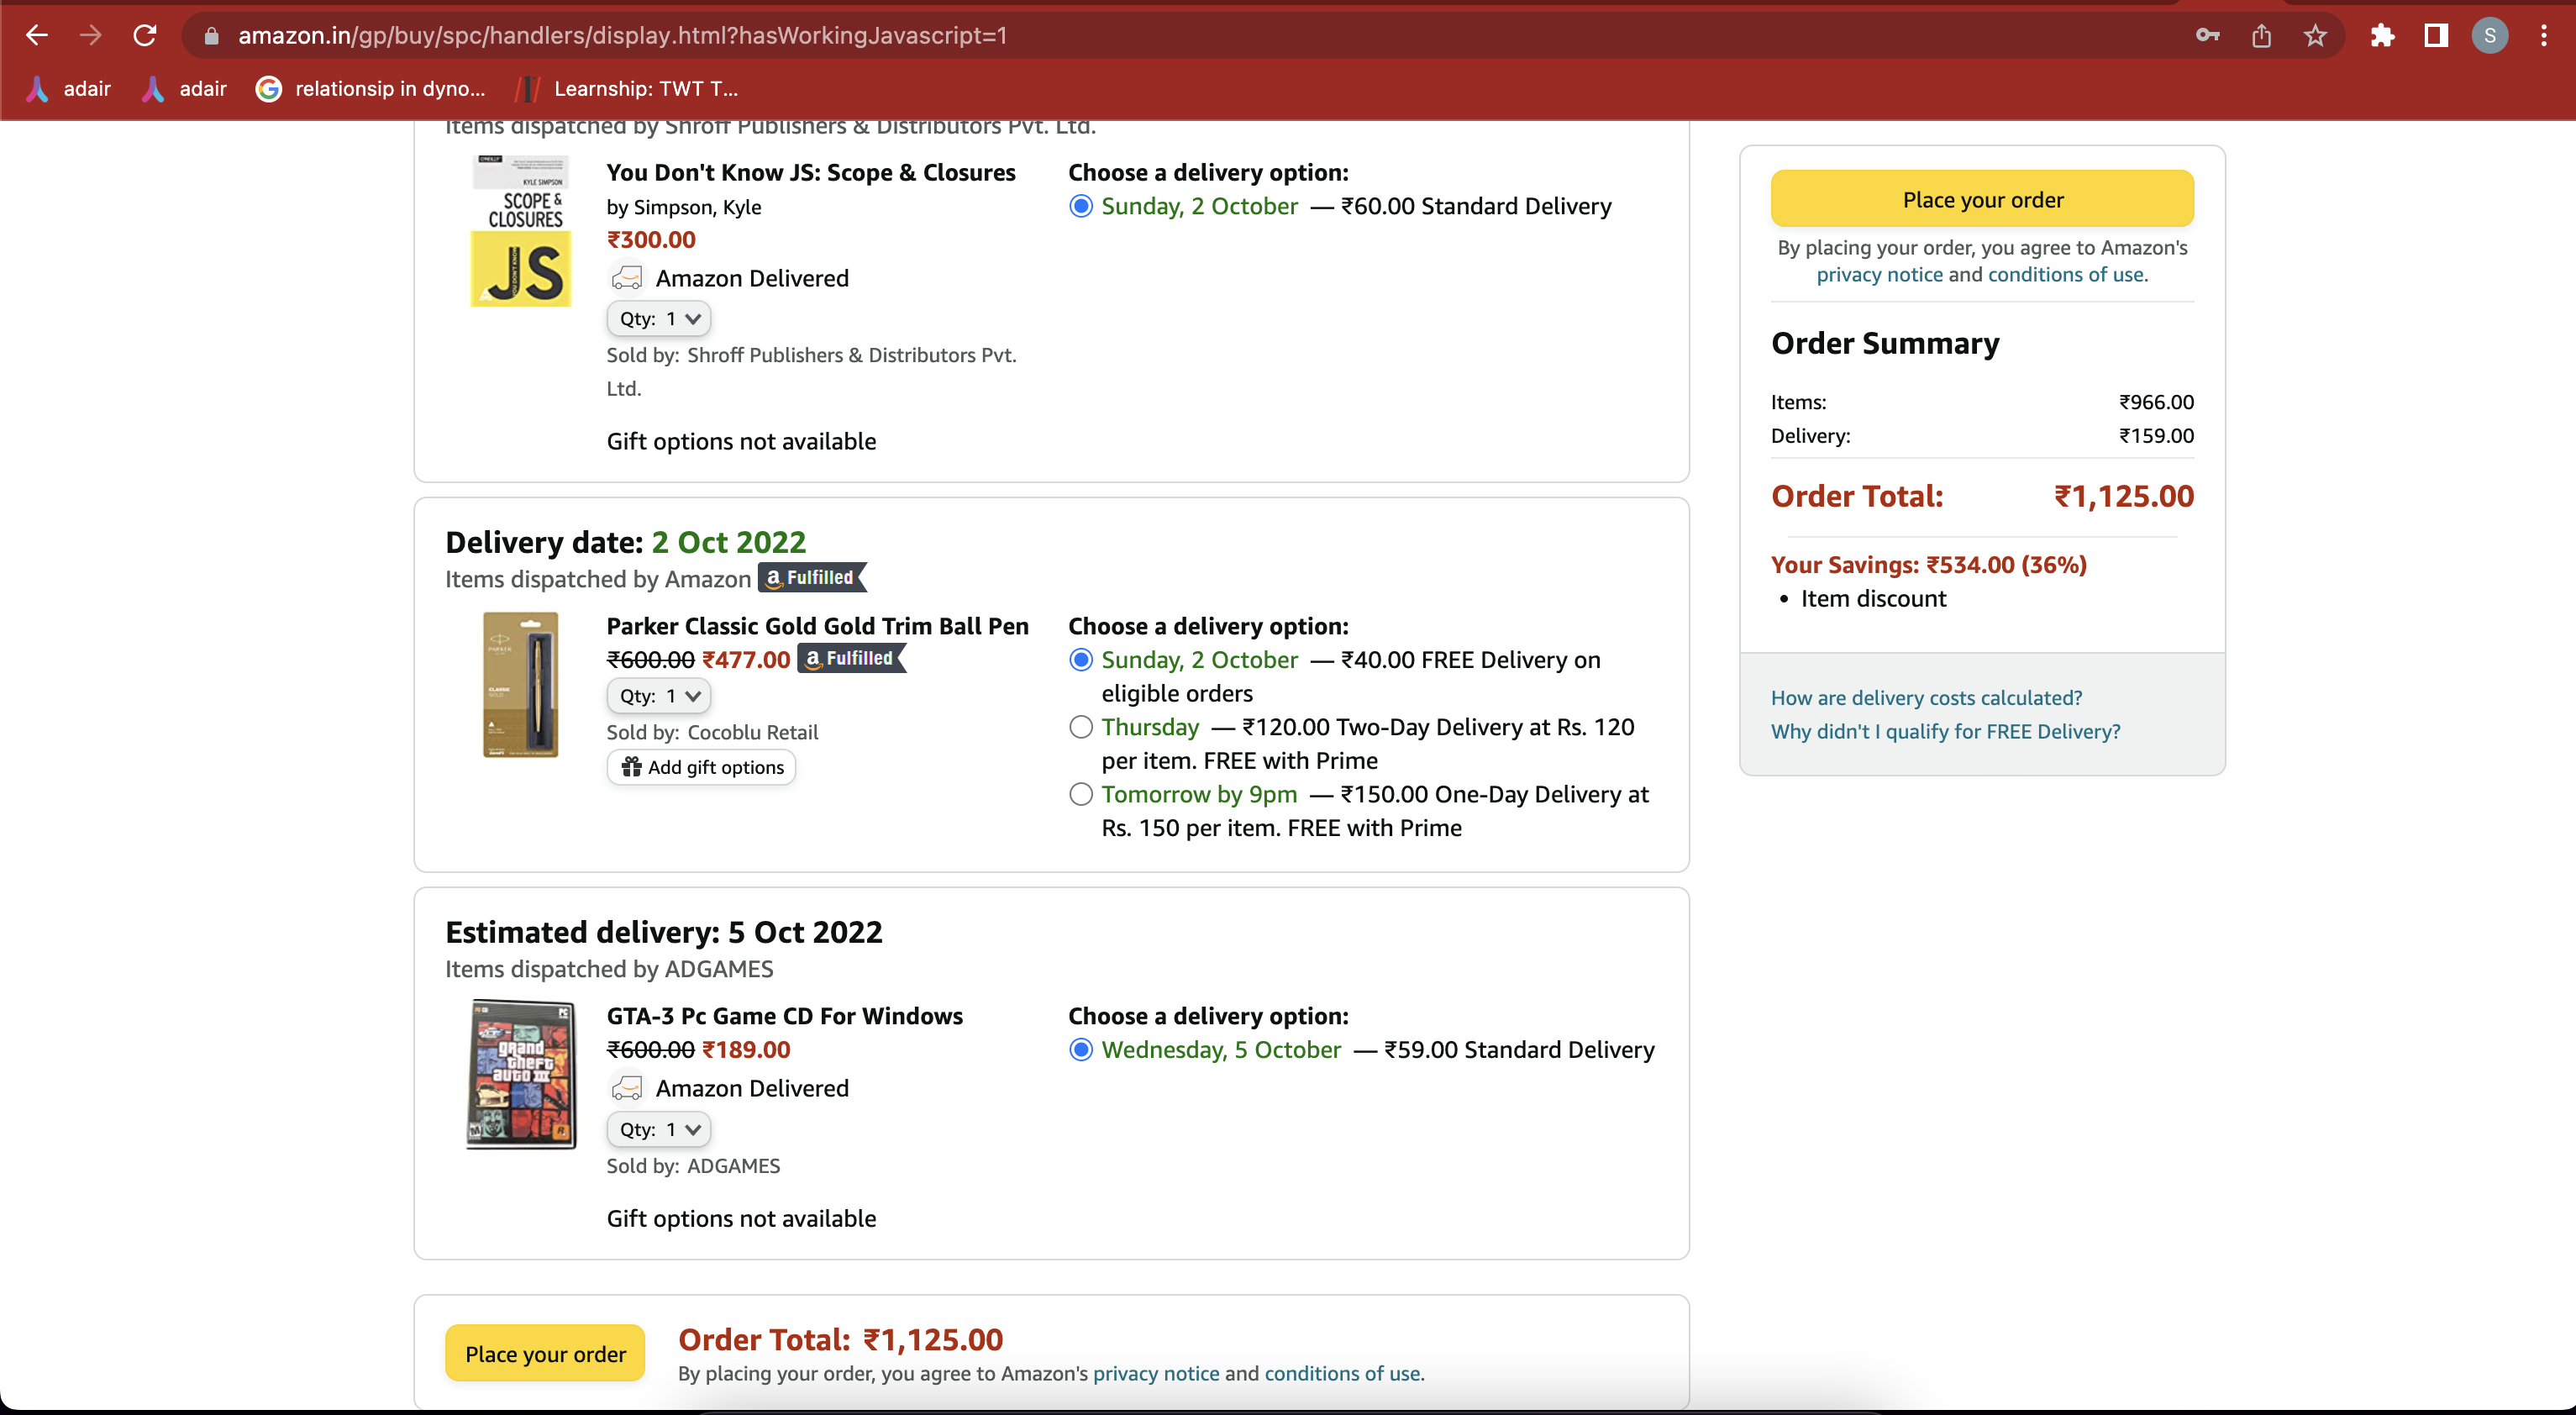 amazon.in/gp/buy/spc/handlers/display.html?hasWorkingJavascript=1
S
adair
adair
relationsip in dyno...
Learnship: TWT T...
Items dispatched by Shroff Publishers & Distributors Pvt. Ltd.
KYLE SIMPSON
SCOPE &
CLOSURES
JS
You Don't Know JS: Scope & Closures
by Simpson, Kyle
₹300.00
Amazon Delivered
Qty: 1
Sold by: Shroff Publishers & Distributors Pvt.
Ltd.
Gift options not available
Choose a delivery option:
Sunday, 2 October — ₹60.00 Standard Delivery
Delivery date: 2 Oct 2022
Items dispatched by Amazon a Fulfilled
PARKER
CLASSIC
GOLD
Parker Classic Gold Gold Trim Ball Pen
₹600.00 ₹477.00 a Fulfilled
Qty: 1
Sold by: Cocoblu Retail
Add gift options
Choose a delivery option:
Sunday, 2 October — ₹40.00 FREE Delivery on
eligible orders
Thursday — ₹120.00 Two-Day Delivery at Rs. 120
per item. FREE with Prime
Tomorrow by 9pm — ₹150.00 One-Day Delivery at
Rs. 150 per item. FREE with Prime
Estimated delivery: 5 Oct 2022
Items dispatched by ADGAMES
PC
grand
theft
auto III
M
R
GTA-3 Pc Game CD For Windows
₹600.00 ₹189.00
Amazon Delivered
Qty: 1
Sold by: ADGAMES
Gift options not available
Choose a delivery option:
Wednesday, 5 October — ₹59.00 Standard Delivery
Place your order
Order Total: ₹1,125.00
By placing your order, you agree to Amazon's privacy notice and conditions of use.
Place your order
By placing your order, you agree to Amazon's
privacy notice and conditions of use.
Order Summary
Items: ₹966.00
Delivery: ₹159.00
Order Total: ₹1,125.00
Your Savings: ₹534.00 (36%)
• Item discount
How are delivery costs calculated?
Why didn't I qualify for FREE Delivery?